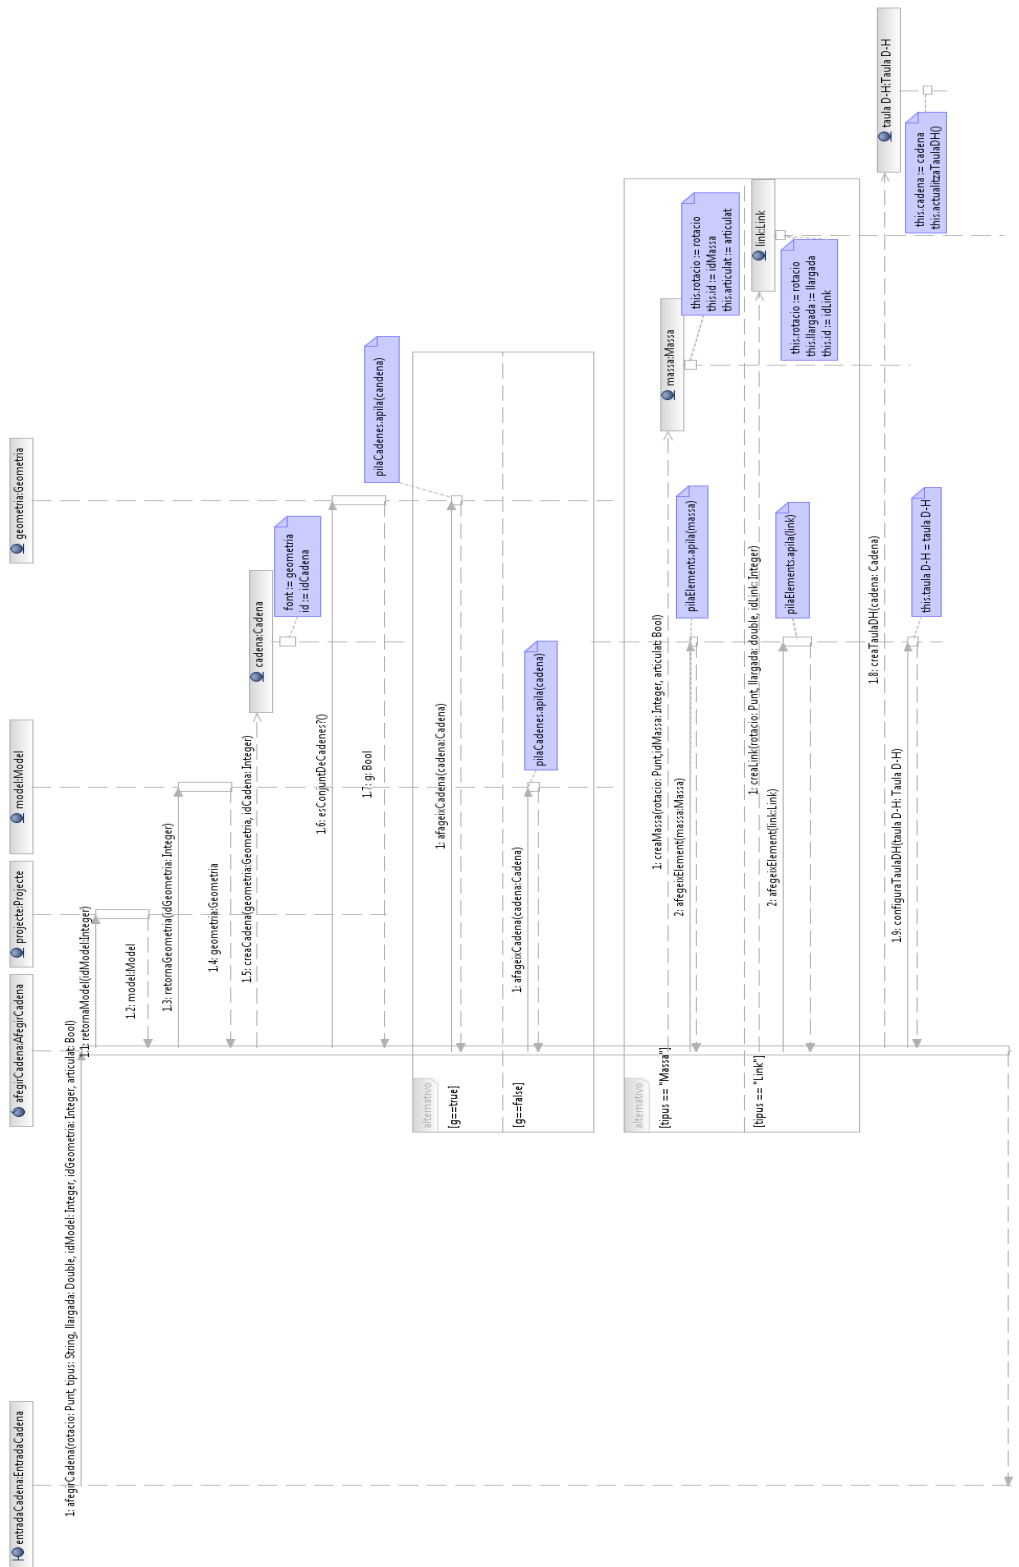 entradaCadena:EntradaCadena
afegirCadena:AfegirCadena
projecte:Projecte
model:Model
geometria:Geometria
1: afegirCadena(rotacio: Punt, tipus: String, llargada: Double, idModel: Integer, idGeometria: Integer, articulat: Bool)
1.1: retornaModel(idModel:Integer)
1.2: model:Model
1.3: retornaGeometria(idGeometria: Integer)
1.4: geometria:Geometria
1.5: creaCadena(geometria:Geometria, idCadena: Integer)
cadena:Cadena
font := geometria
id := idCadena
1.6: esConjuntDeCadenes?()
1.7: g: Bool
pilaCadenes.apila(candena)
alternativo
[g==true]
1: afageixCadena(cadena:Cadena)
[g==false]
1: afageixCadena(cadena:Cadena)
pilaCadenes.apila(cadena)
alternativo
[tipus == "Massa"]
1: creaMassa(rotacio: Punt,idMassa: Integer, articulat: Bool)
massa:Massa
this.rotacio := rotacio
this.id := idMassa
this.articulat := articulat
2: afegeixElement(massa:Massa)
pilaElements.apila(massa)
[tipus == "Link"]
1: creaLink(rotacio: Punt, llargada: double, idLink: Integer)
link:Link
this.rotacio := rotacio
this.llargada := llargada
this.id := idLink
2: afegeixElement(link:Link)
pilaElements.apila(link)
1.8: creaTaulaDH(cadena: Cadena)
taula D-H:Taula D-H
this.cadena := cadena
this.actualitzaTaulaDH()
1.9: configuraTaulaDH(taula D-H: Taula D-H)
this.taula D-H = taula D-H